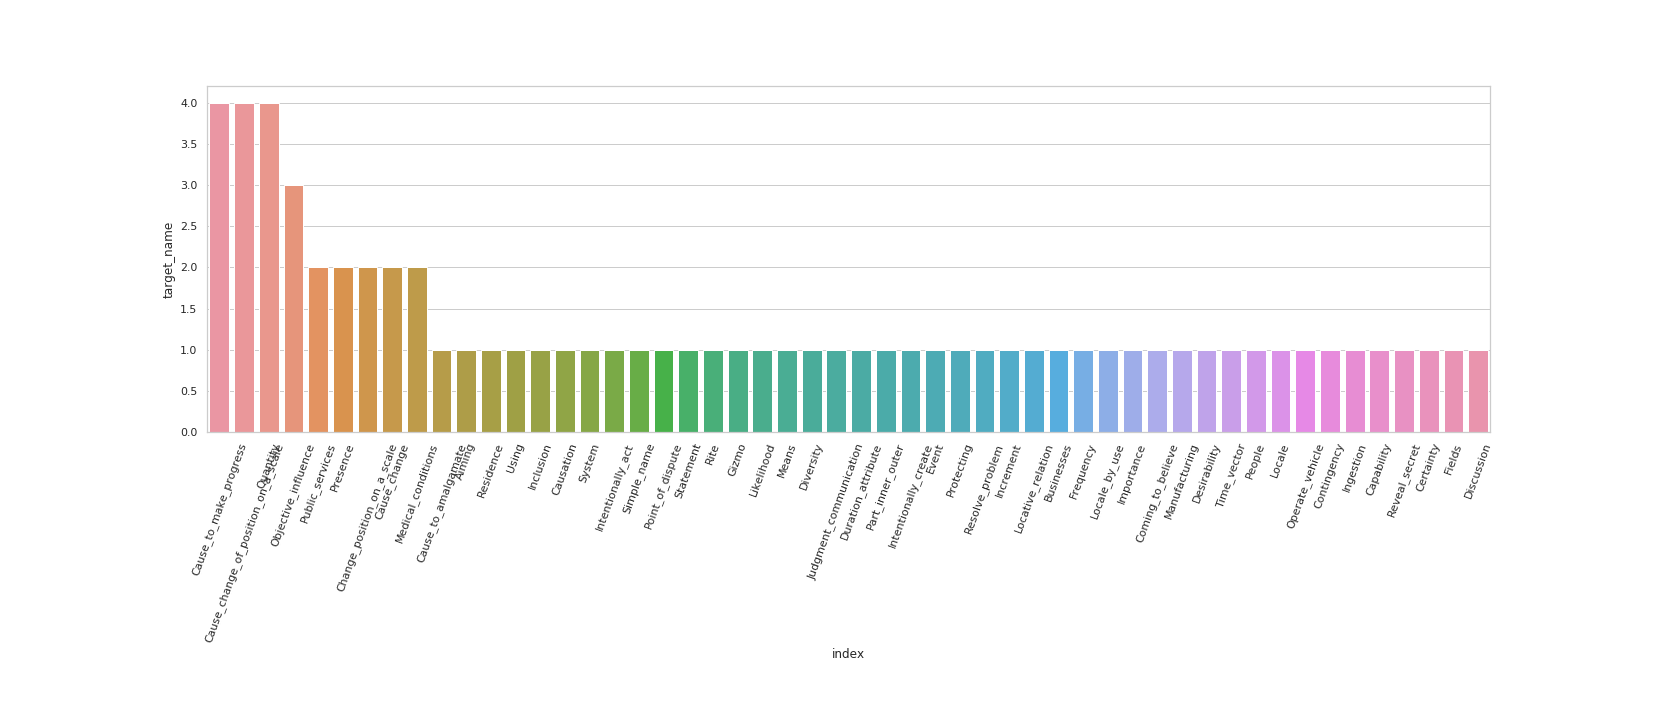 4.0
3.5
3.0
2.5
2.0
1.5
1.0
0.5
0.0
target_name
Cause_to_make_progress
Cause_change_of_position_on_a_scale
Quantity
Objective_influence
Public_services
Presence
Change_position_on_a_scale
Cause_change
Medical_conditions
Cause_to_amalgamate
Aiming
Residence
Using
Inclusion
Causation
System
Intentionally_act
Simple_name
Point_of_dispute
Statement
Rite
Gizmo
Likelihood
Means
Diversity
Judgment_communication
Duration_attribute
Part_inner_outer
Intentionally_create
Event
Protecting
Resolve_problem
Increment
Locative_relation
Businesses
Frequency
Locale_by_use
Importance
Coming_to_believe
Manufacturing
Desirability
Time_vector
People
Locale
Operate_vehicle
Contingency
Ingestion
Capability
Reveal_secret
Certainty
Fields
Discussion
index